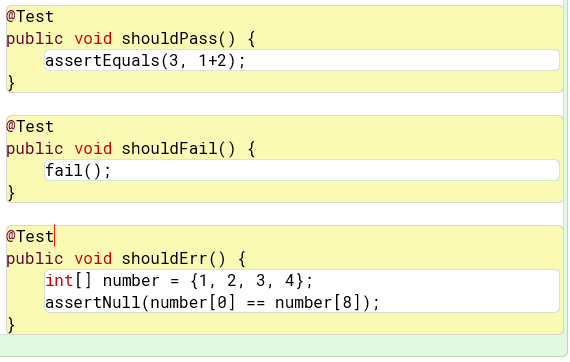 @Test
public void shouldPass() {
    assertEquals(3, 1+2);
}
@Test
public void shouldFail() {
    fail();
}
@Test
public void shouldErr() {
    int[] number = {1, 2, 3, 4};
    assertNull(number[0] == number[8]);
}